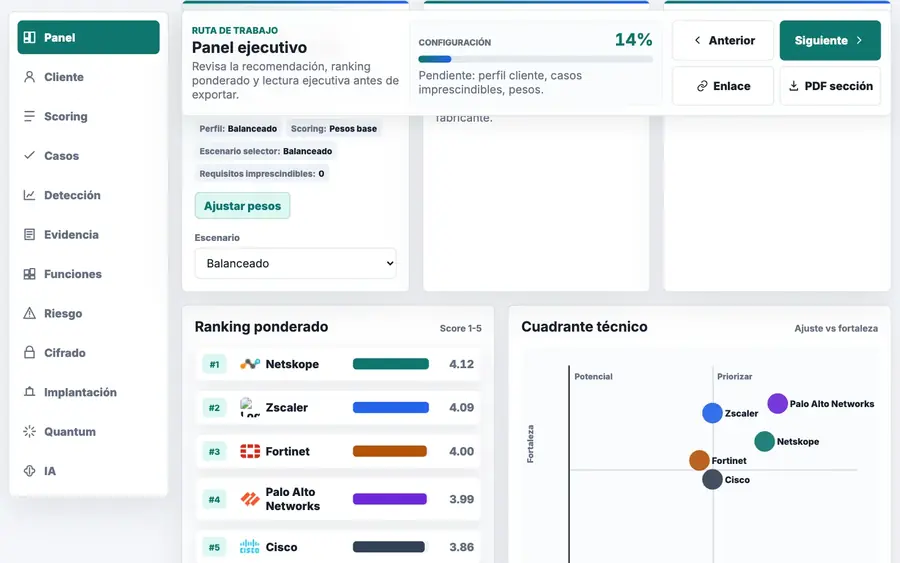 Panel
Cliente
Scoring
Casos
Detección
Evidencia
Funciones
Riesgo
Cifrado
Implantación
Quantum
IA
RUTA DE TRABAJO
Panel ejecutivo
Revisa la recomendación, ranking
ponderado y lectura ejecutiva antes de
exportar.
CONFIGURACIÓN 14%
Pendiente: perfil cliente, casos
imprescindibles, pesos.
Anterior
Siguiente
Enlace
PDF sección
Perfil: Balanceado
Scoring: Pesos base
Escenario selector: Balanceado
Requisitos imprescindibles: 0
Ajustar pesos
Escenario
Balanceado
fabricante.
Ranking ponderado
Score 1-5
#1 Netskope 4.12
#2 Zscaler 4.09
#3 Fortinet 4.00
#4 Palo Alto
Networks 3.99
#5 CISCO Cisco 3.86
Cuadrante técnico
Ajuste vs fortaleza
Potencial
Priorizar
Fortaleza
Palo Alto Networks
Zscaler
Netskope
Fortinet
Cisco